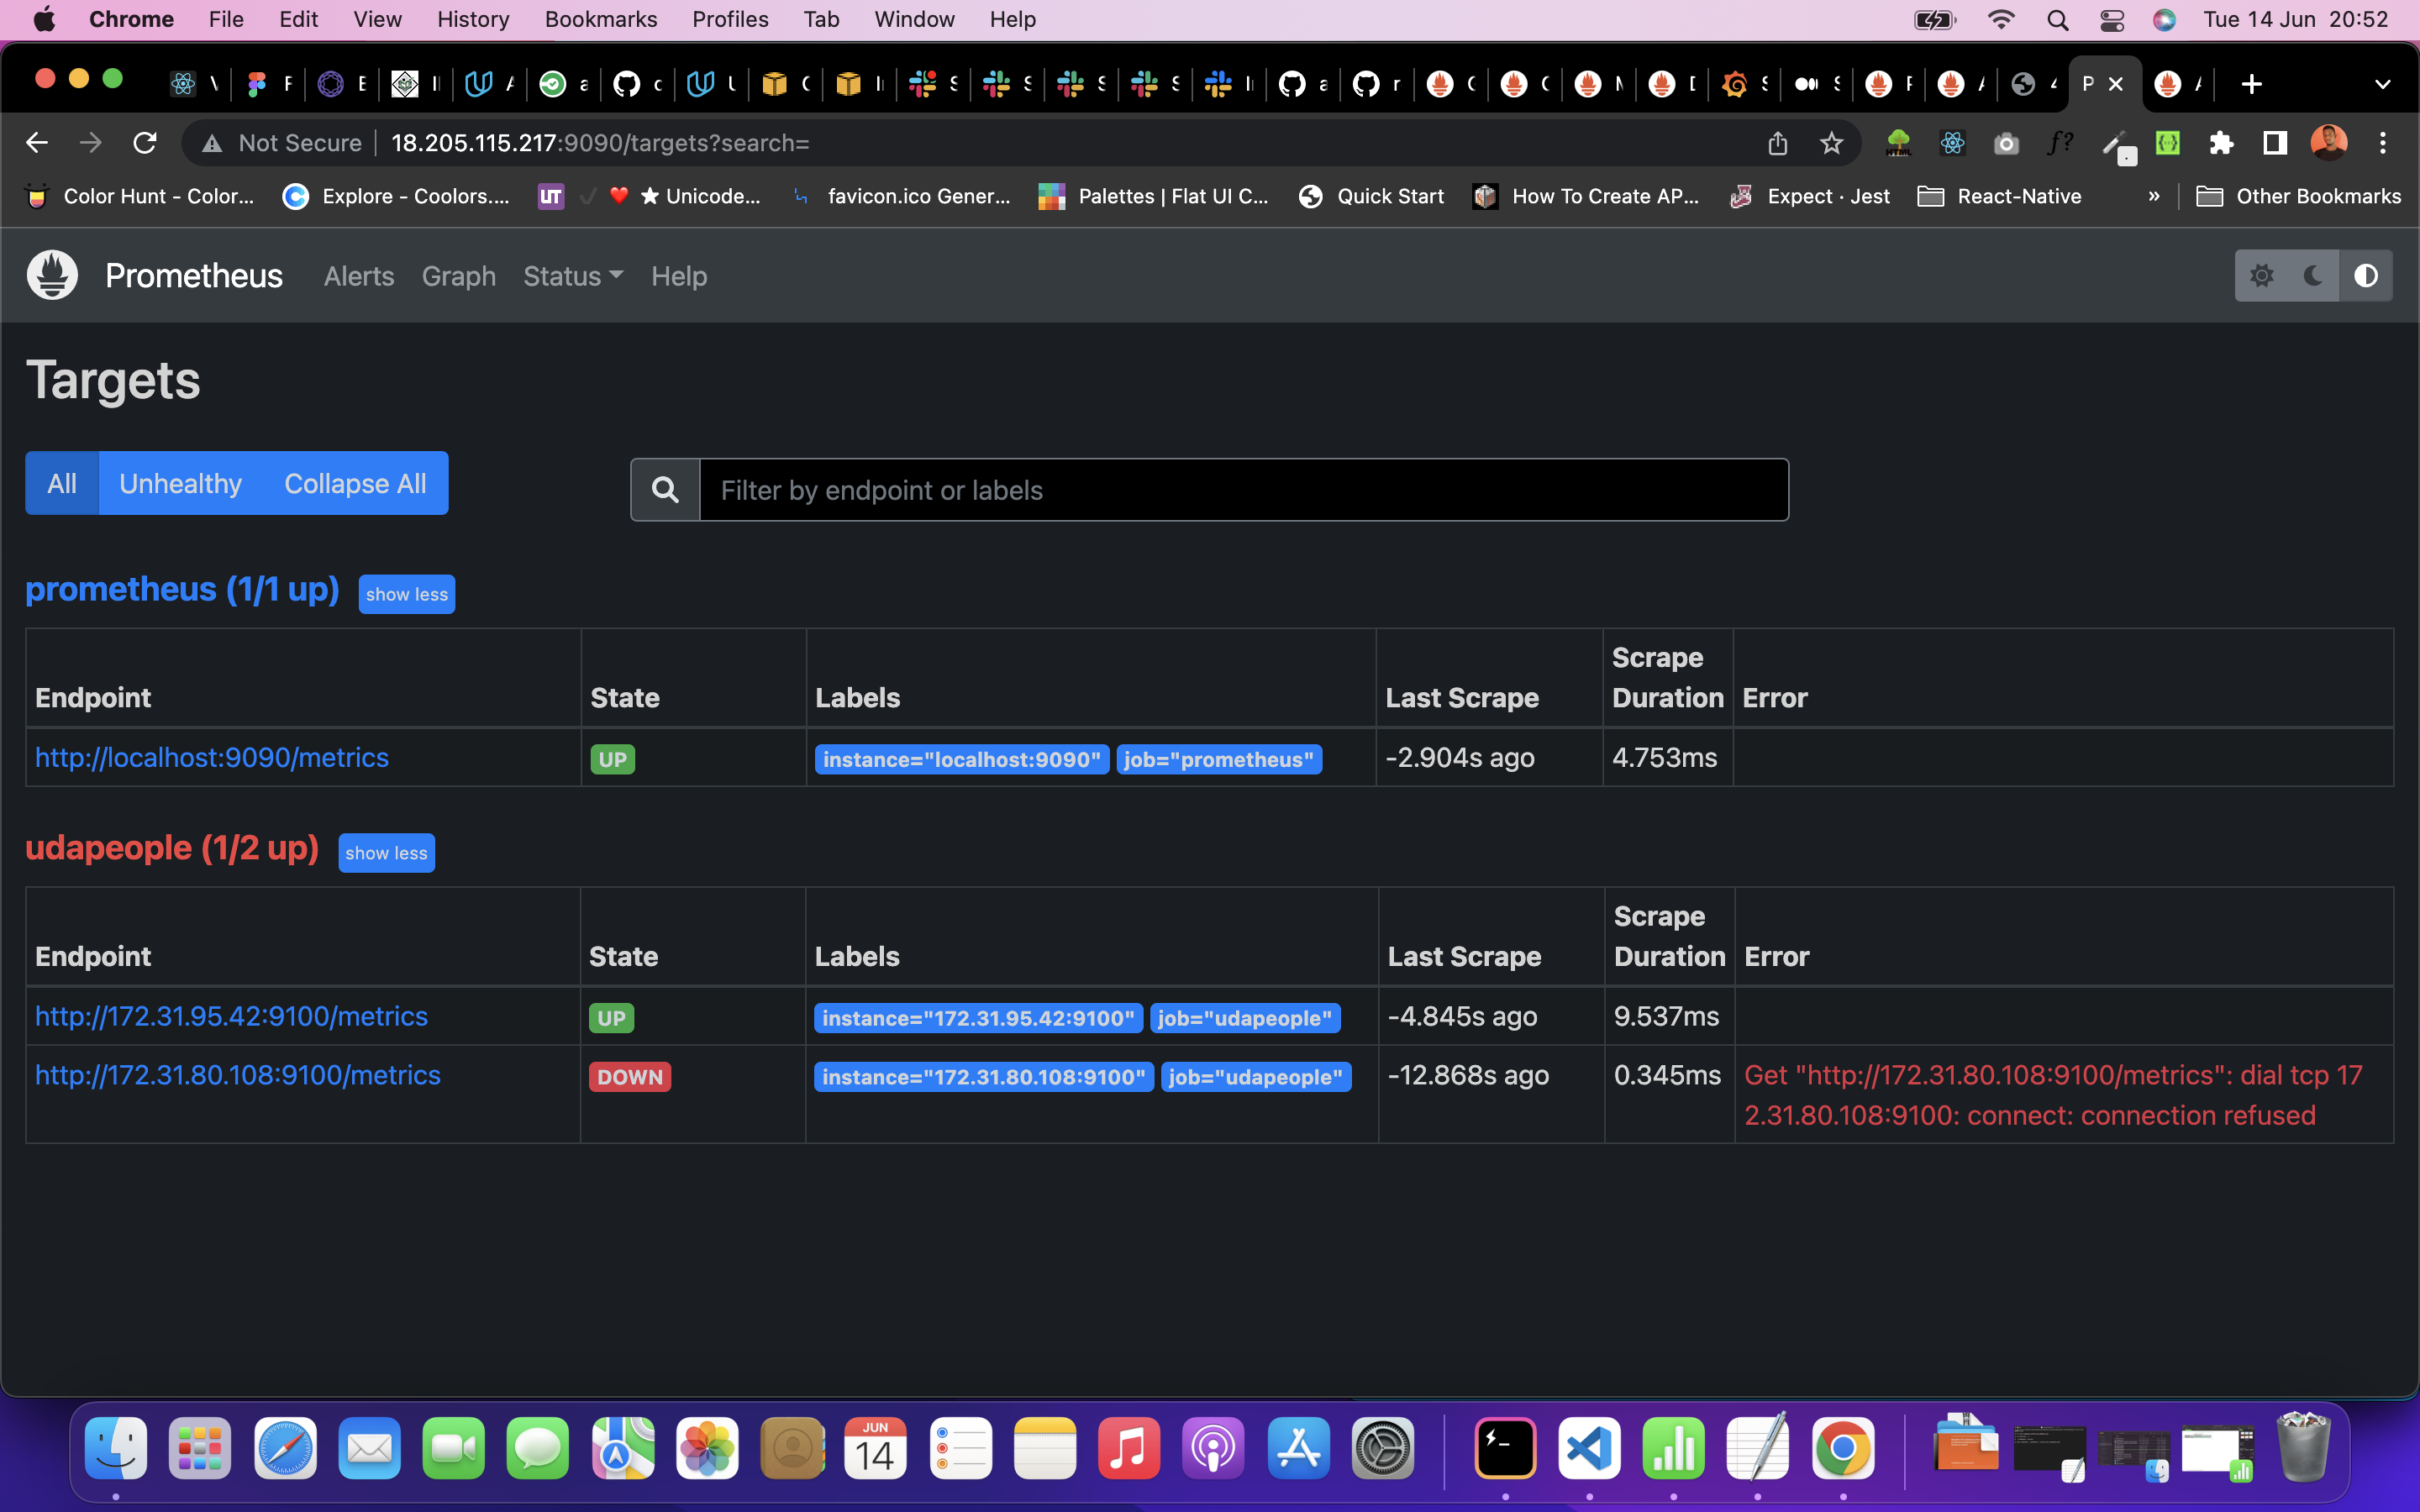 Chrome File Edit View History Bookmarks Profiles Tab Window Help Tue 14 Jun 20:52
Not Secure 18.205.115.217:9090/targets?search=
Color Hunt - Color... Explore - Coolors.... UT ✓ ❤️ ★ Unicode... favicon.ico Gener... Palettes | Flat UI C... Quick Start How To Create AP... Expect · Jest React-Native » Other Bookmarks
Prometheus Alerts Graph Status Help
Targets
All Unhealthy Collapse All Filter by endpoint or labels
prometheus (1/1 up) show less
Endpoint State Labels Last Scrape Scrape Duration Error
http://localhost:9090/metrics UP instance="localhost:9090" job="prometheus" -2.904s ago 4.753ms
udapeople (1/2 up) show less
Endpoint State Labels Last Scrape Scrape Duration Error
http://172.31.95.42:9100/metrics UP instance="172.31.95.42:9100" job="udapeople" -4.845s ago 9.537ms
http://172.31.80.108:9100/metrics DOWN instance="172.31.80.108:9100" job="udapeople" -12.868s ago 0.345ms Get "http://172.31.80.108:9100/metrics": dial tcp 17
2.31.80.108:9100: connect: connection refused
JUN
14